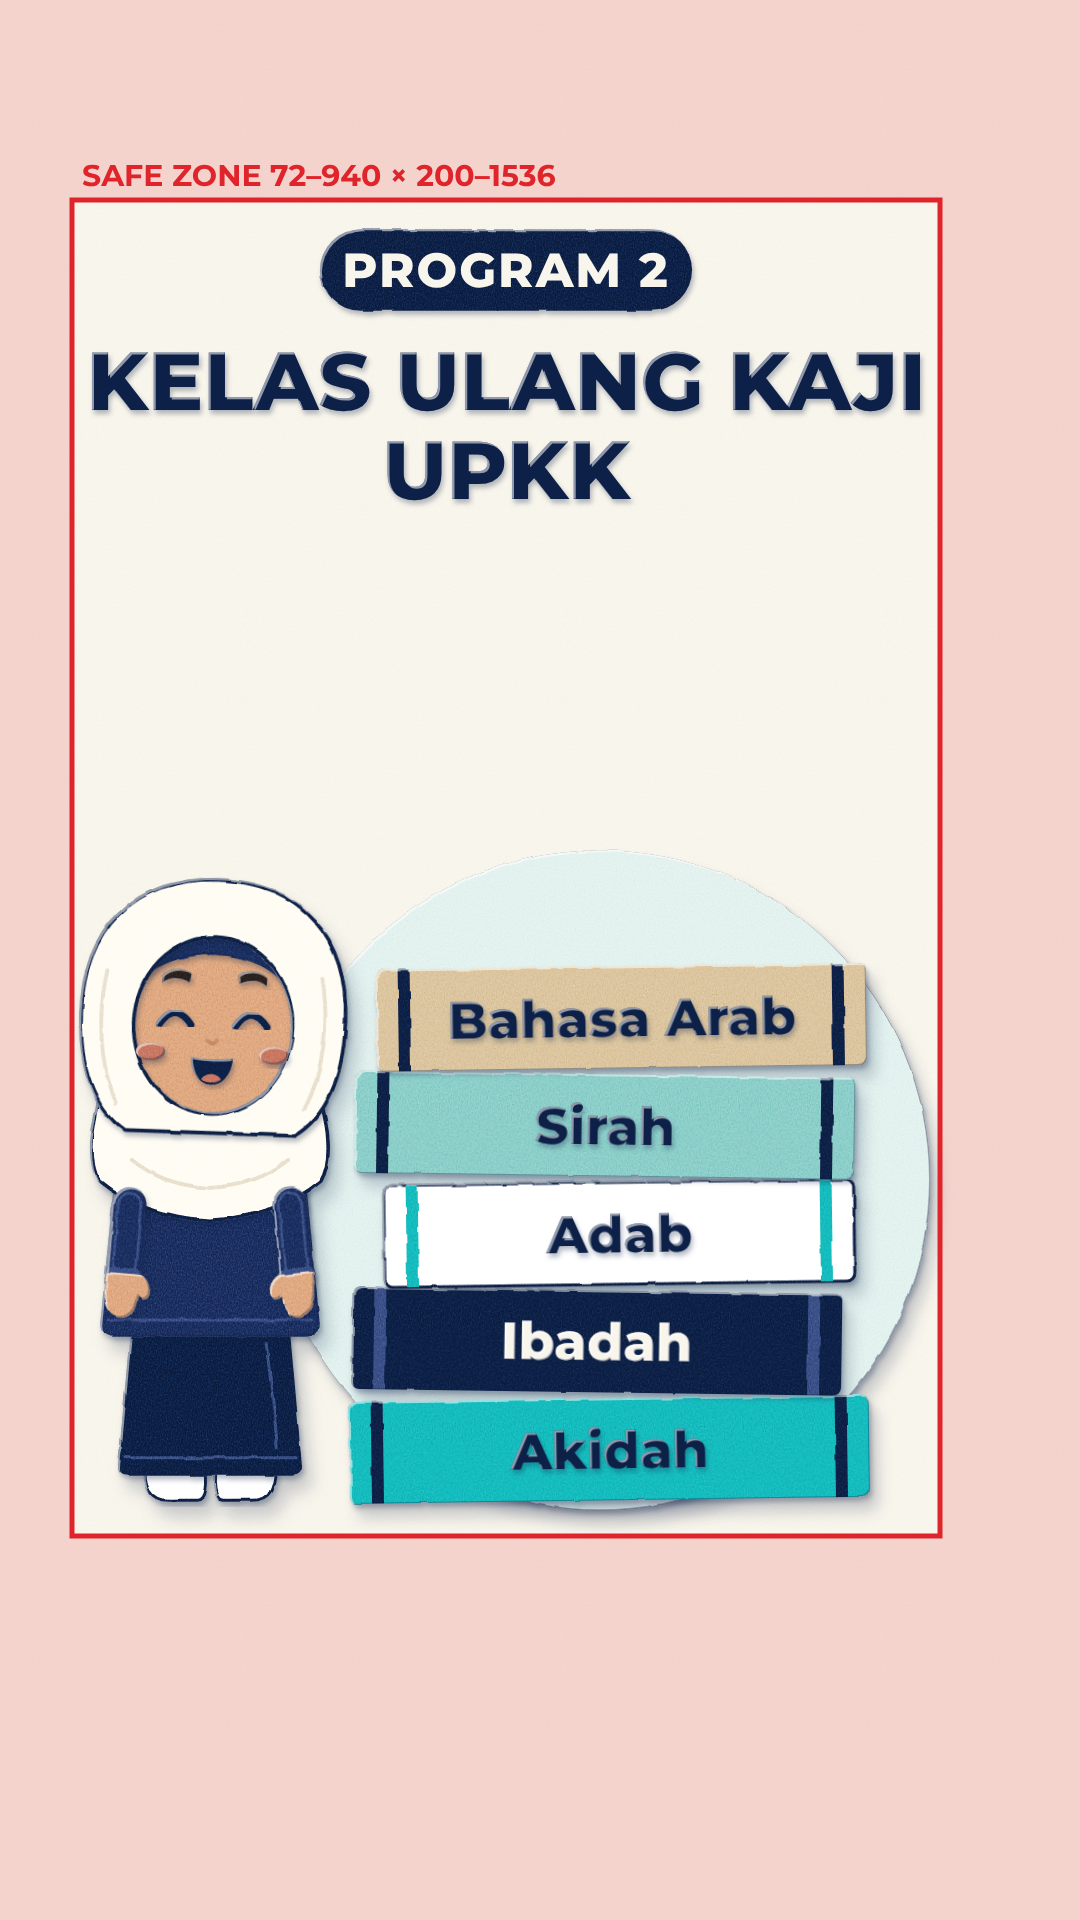 SAFE ZONE 72–940 × 200–1536
PROGRAM 2
KELAS ULANG KAJI
UPKK
Bahasa Arab
Sirah
Adab
Ibadah
Akidah